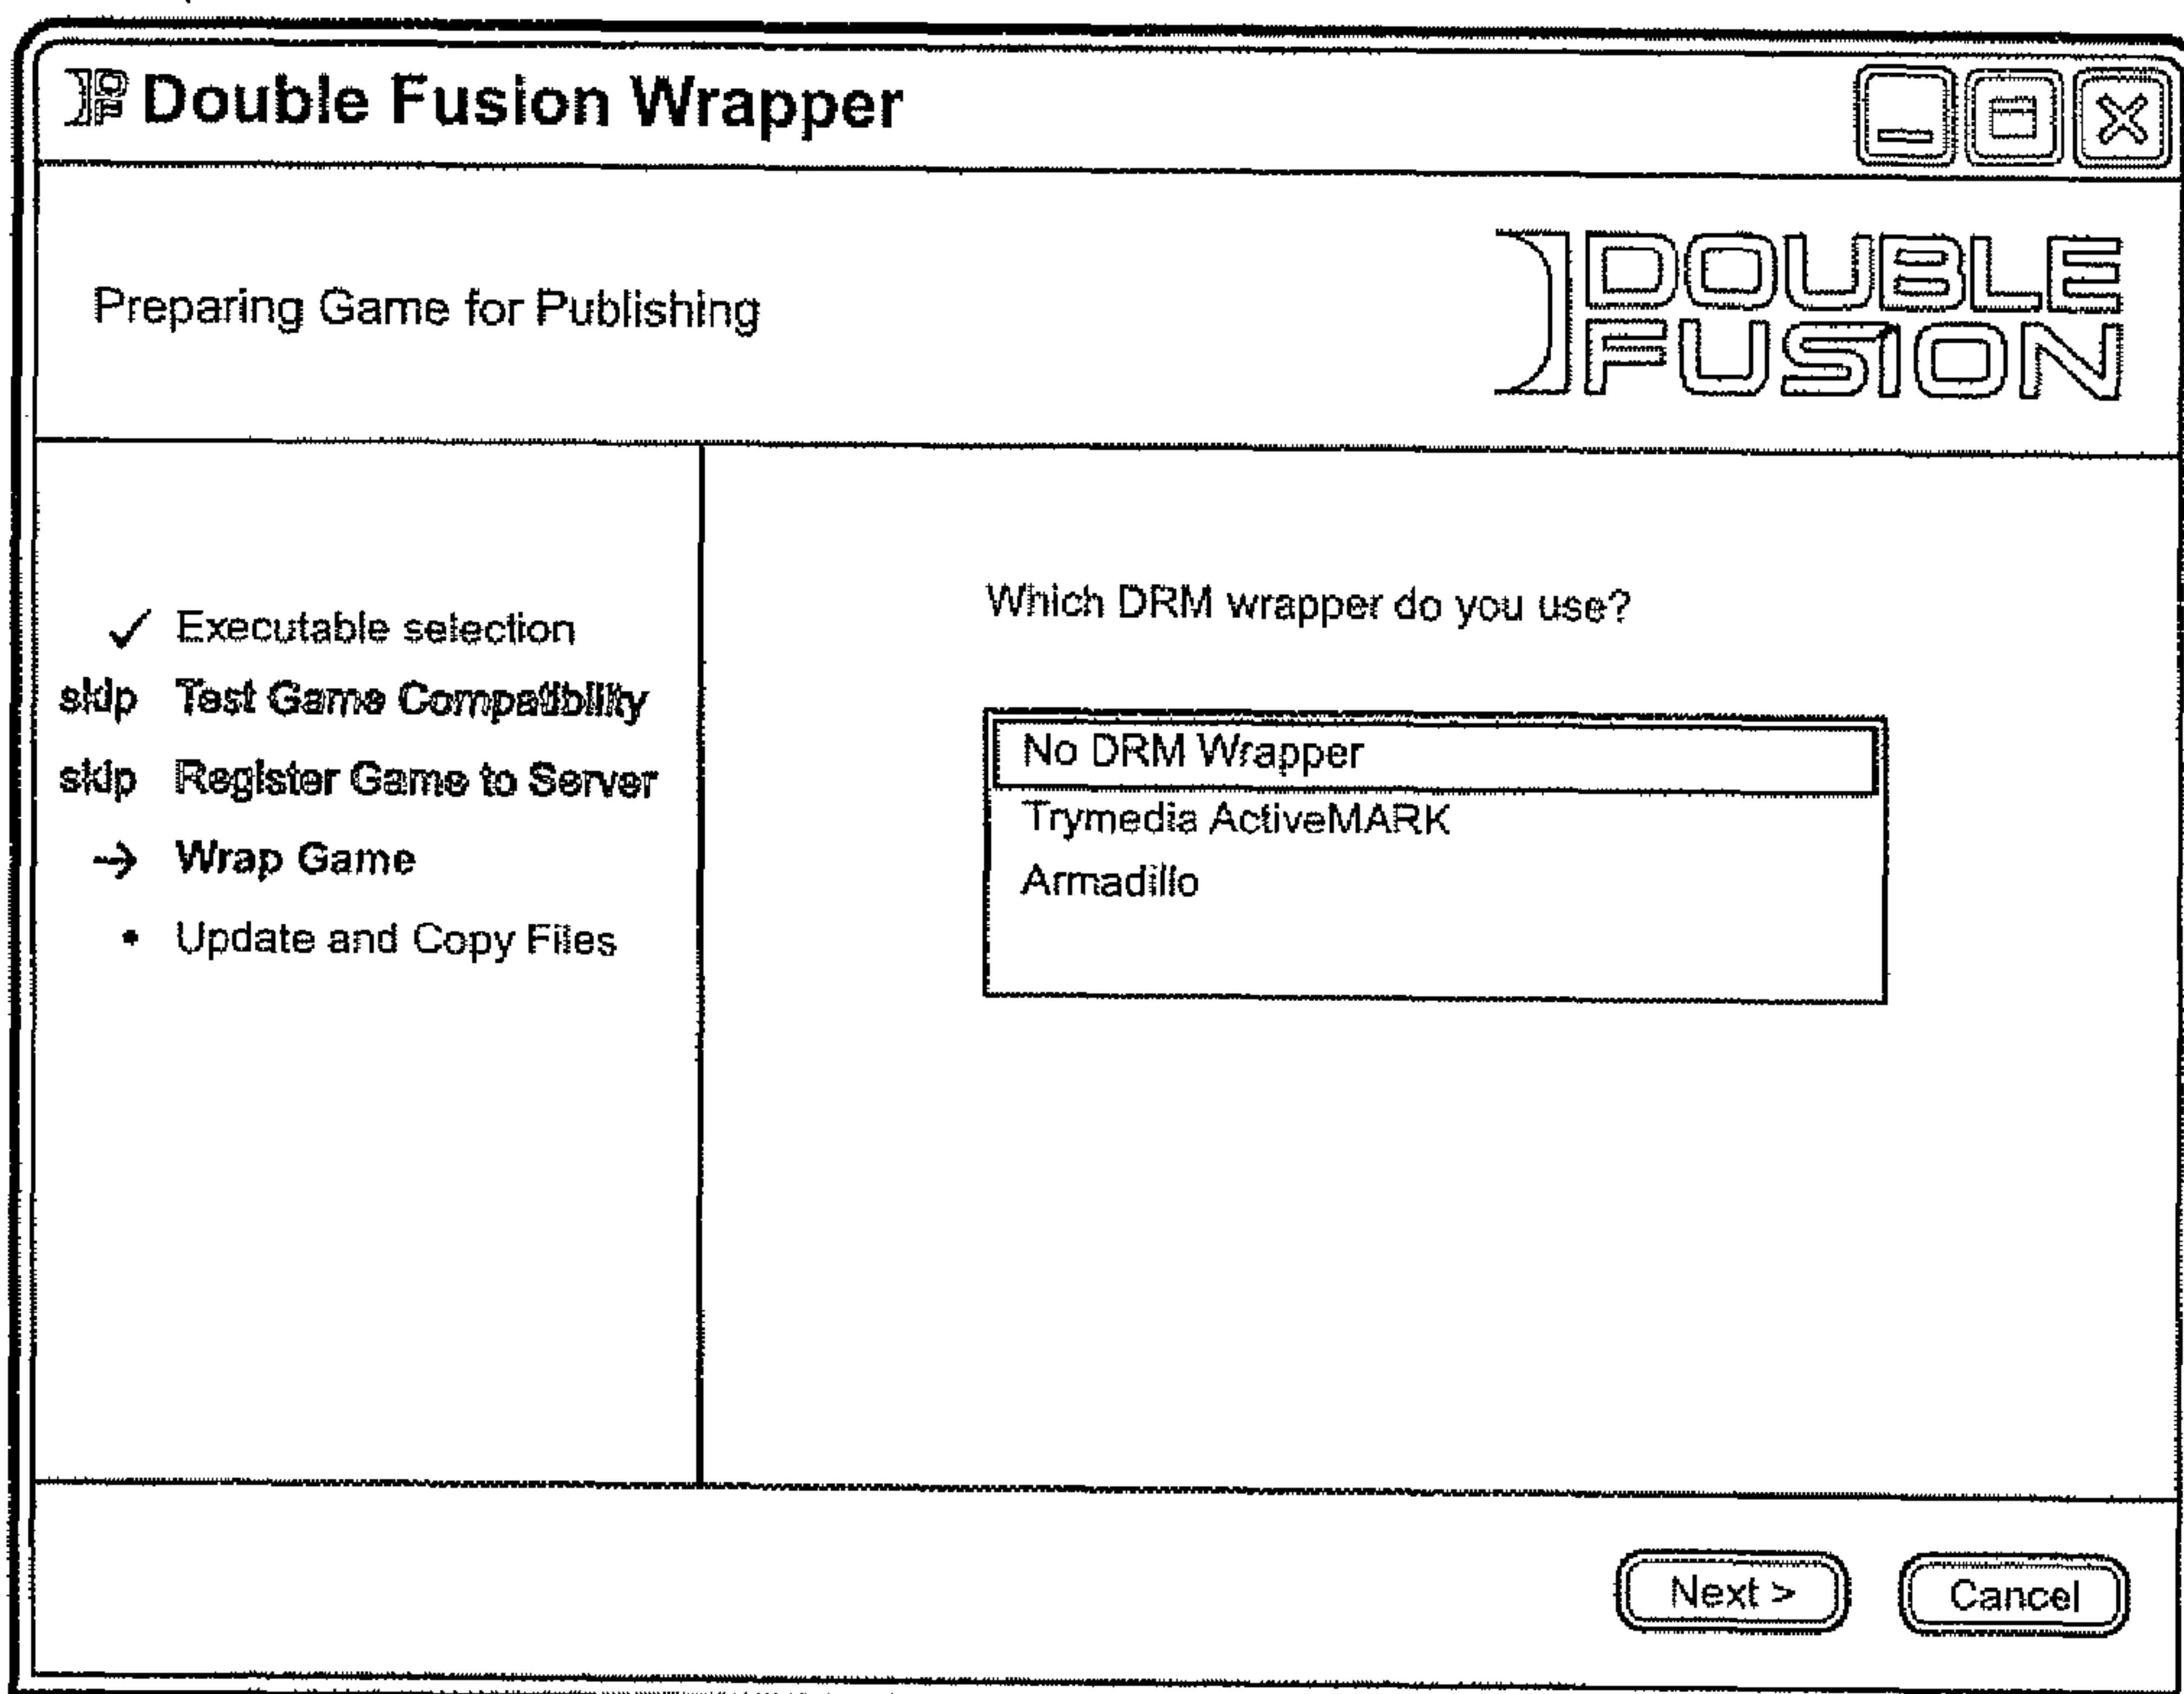 DF Double Fusion Wrapper
Preparing Game for Publishing
DOUBLE
FUSION
✓ Executable selection
skip Test Game Compatibility
skip Register Game to Server
→ Wrap Game
• Update and Copy Files
Which DRM wrapper do you use?
No DRM Wrapper
Trymedia ActiveMARK
Armadillo
Next >
Cancel